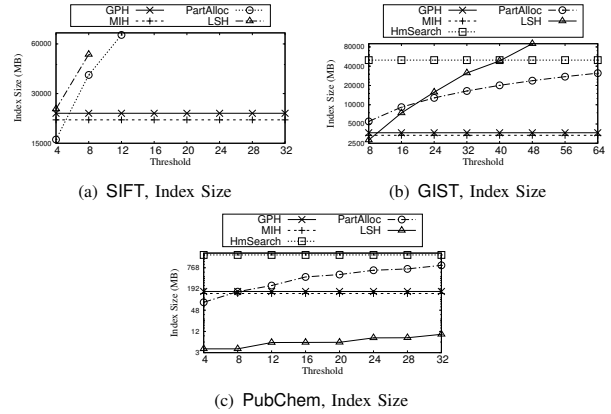 GPH PartAlloc
MIH LSH
Index Size (MB)
60000
30000
15000
4 8 12 16 20 24 28 32
Threshold
(a) SIFT, Index Size
GPH PartAlloc
MIH LSH
HmSearch
Index Size (MB)
80000
40000
20000
10000
5000
2500
8 16 24 32 40 48 56 64
Threshold
(b) GIST, Index Size
GPH PartAlloc
MIH LSH
HmSearch
Index Size (MB)
768
192
48
12
3
4 8 12 16 20 24 28 32
Threshold
(c) PubChem, Index Size